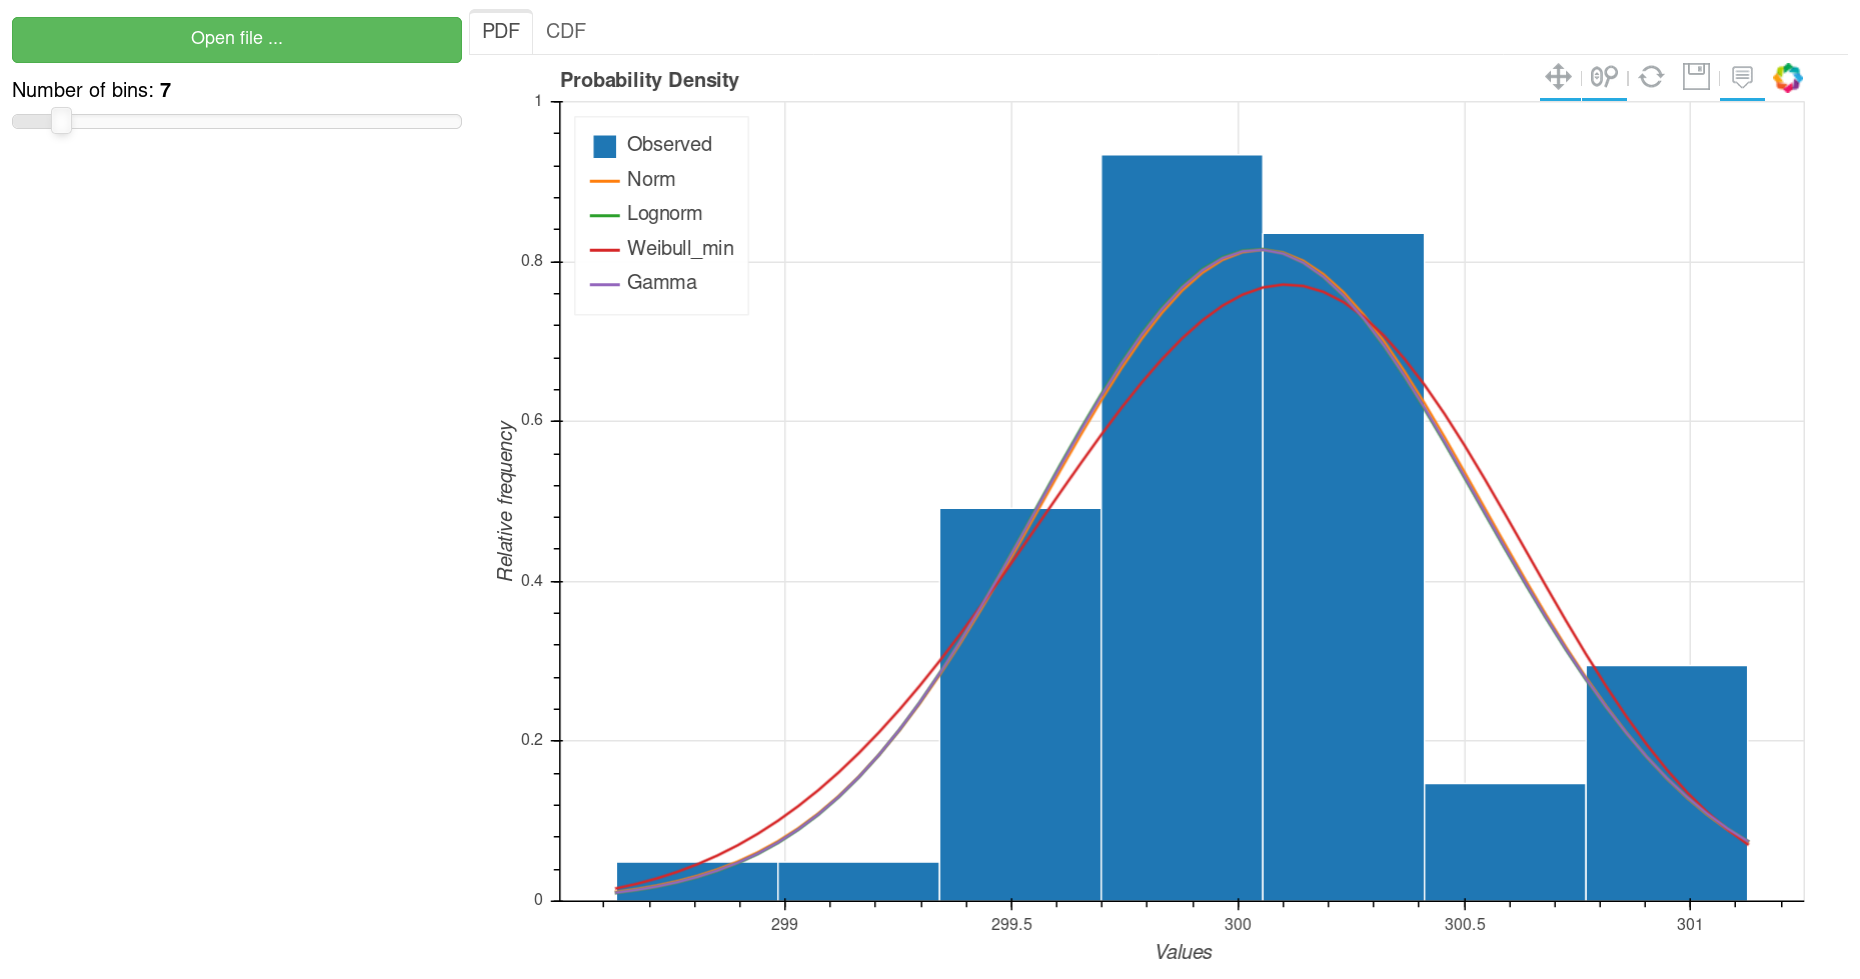 Open file ...
Number of bins: 7
PDF
CDF
Probability Density
Observed
Norm
Lognorm
Weibull_min
Gamma
Relative frequency
1
0.8
0.6
0.4
0.2
0
299
299.5
300
300.5
301
Values